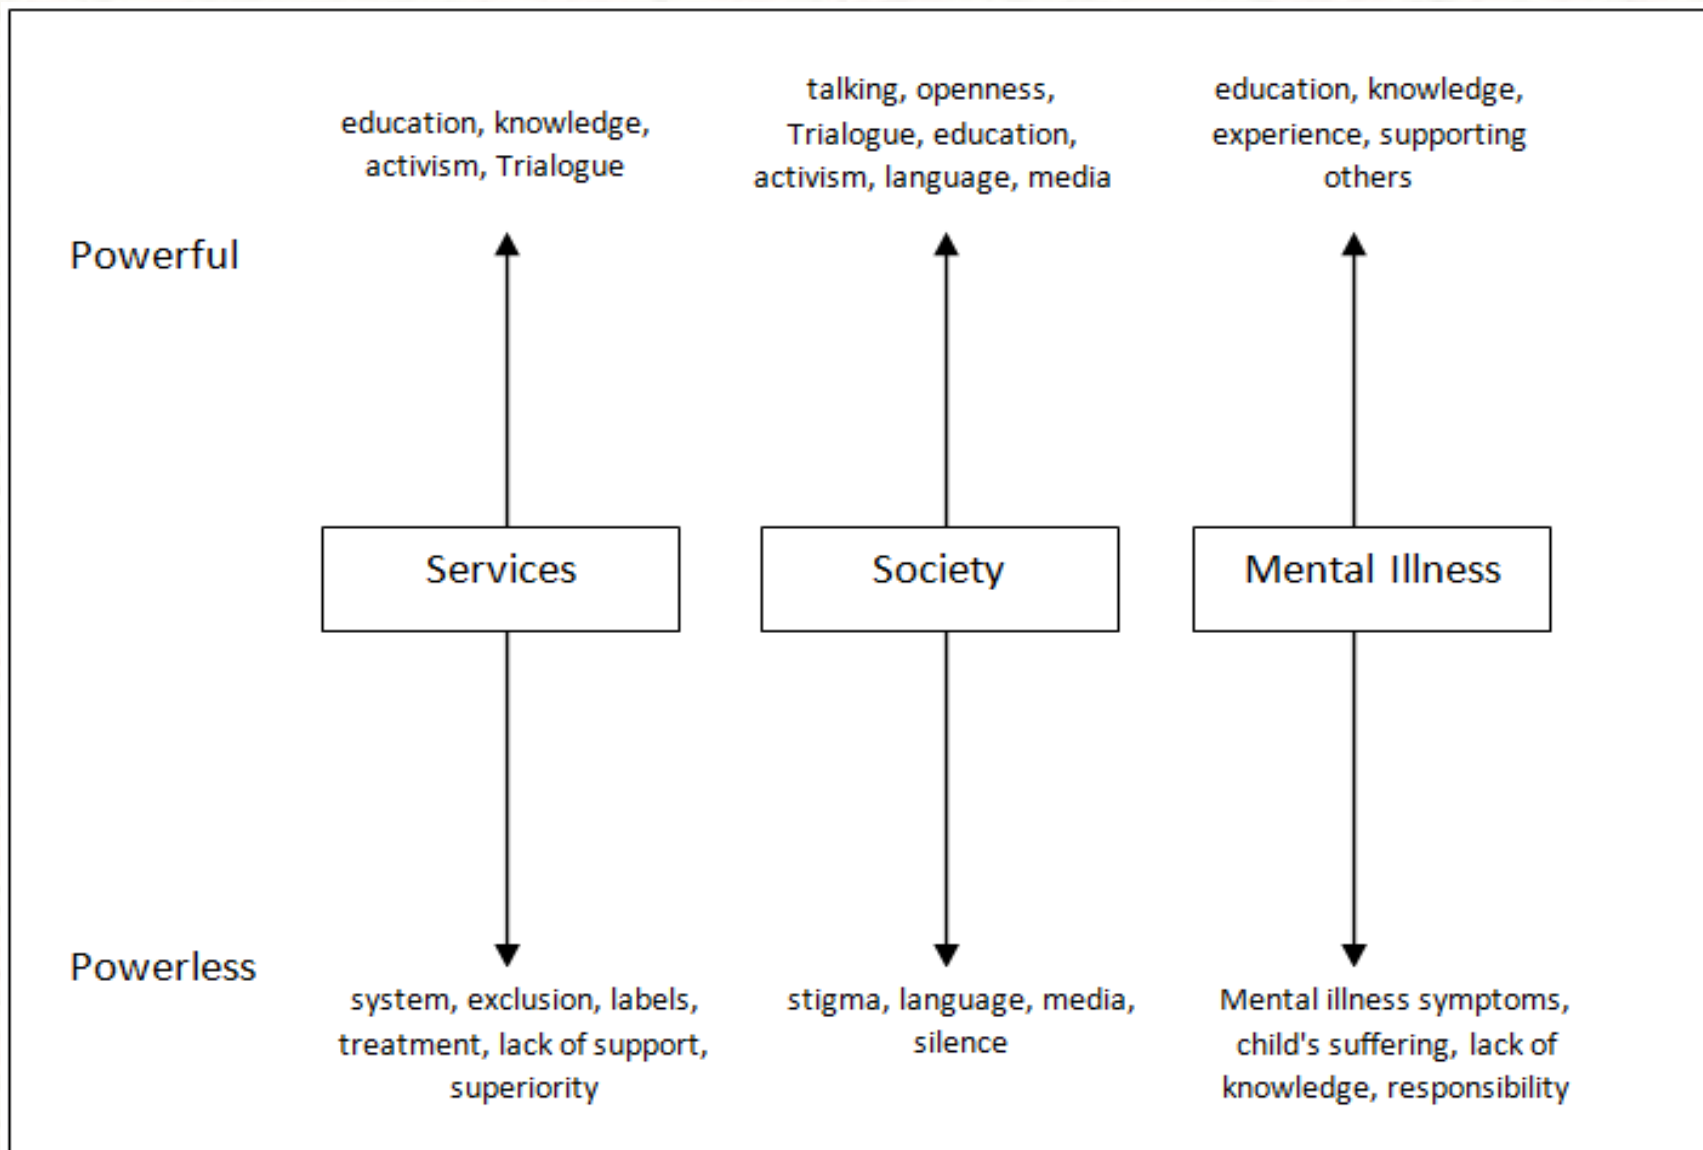 education, knowledge,
activism, Trialogue
talking, openness,
Trialogue, education,
activism, language, media
education, knowledge,
experience, supporting
others
Powerful
Services
Society
Mental Illness
Powerless
system, exclusion, labels,
treatment, lack of support,
superiority
stigma, language, media,
silence
Mental illness symptoms,
child's suffering, lack of
knowledge, responsibility